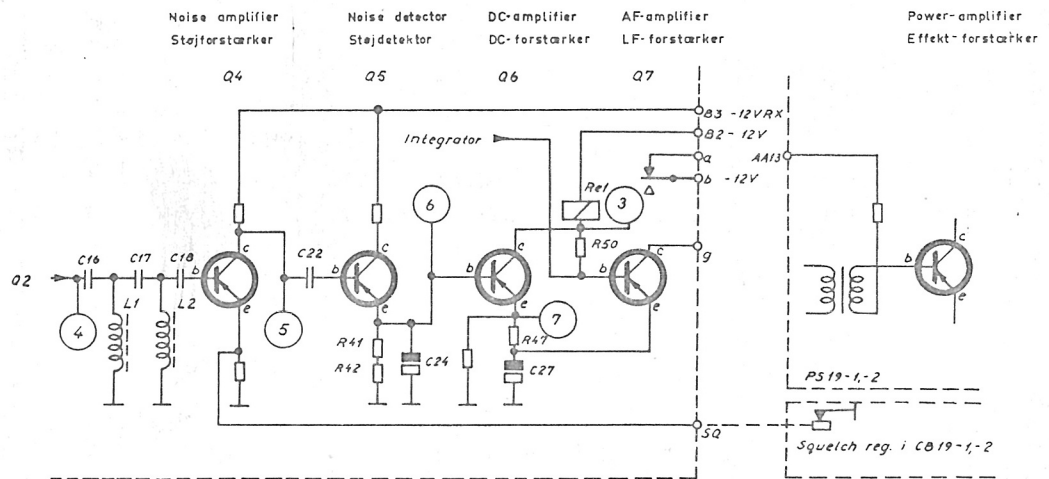 Noise amplifier
Støjforstærker
Q4
Noise detector
Støjdetektor
Q5
DC-amplifier
DC-forstærker
Q6
AF-amplifier
LF-forstærker
Q7
Power-amplifier
Effekt-forstærker
B3 -12VRX
B2 -12V
a
b -12V
AA13
Integrator
Re1
3
6
R50
g
Q2
C16
C17
C18
b
c
e
C22
b
c
e
b
c
e
b
c
e
b
c
e
4
L1
L2
5
7
R41
R42
C24
R47
C27
PS19-1,-2
SQ
Squelch reg. i CB19-1,-2